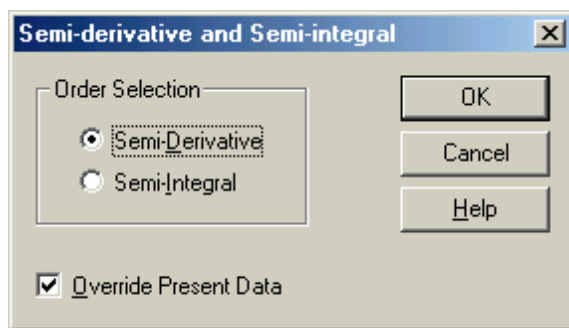 Semi-derivative and Semi-integral
Order Selection
Semi-Derivative
Semi-Integral
OK
Cancel
Help
Override Present Data